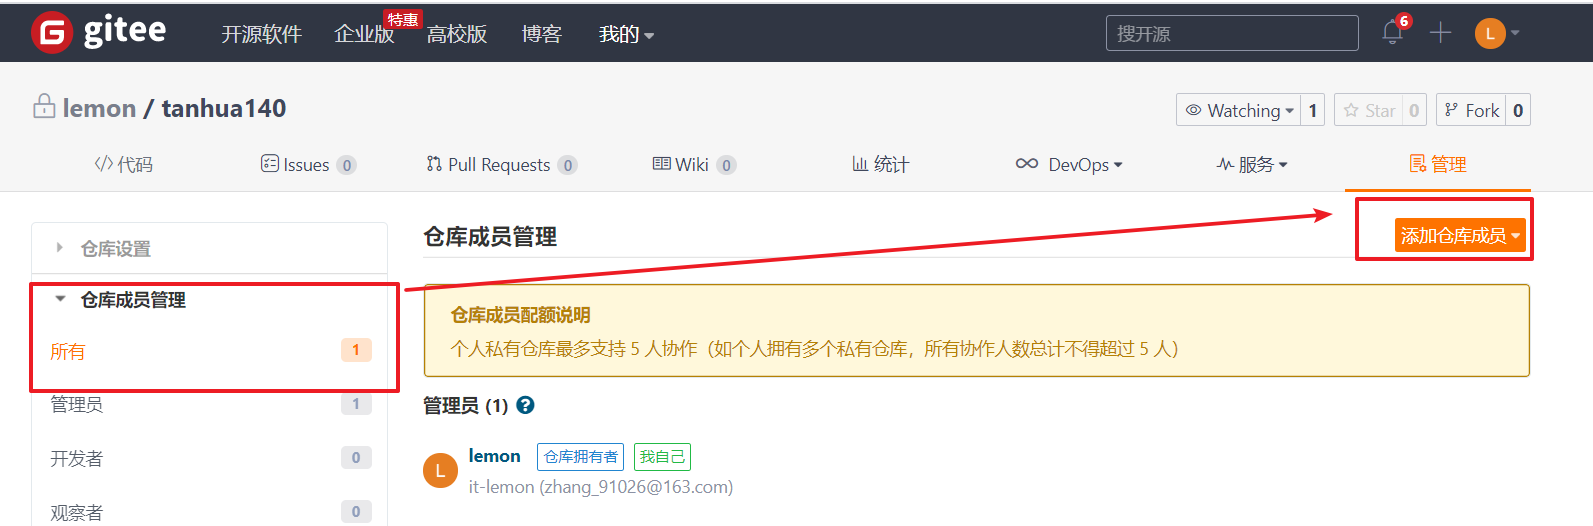 gitee 开源软件 企业版 特惠 高校版 博客 我的 搜开源 6 L
lemon / tanhua140 Watching 1 Star 0 Fork 0
代码 Issues 0 Pull Requests 0 Wiki 0 统计 DevOps 服务 管理
仓库设置
仓库成员管理
所有 1
管理员 1
开发者 0
观察者 0
仓库成员管理 添加仓库成员
仓库成员配额说明
个人私有仓库最多支持 5 人协作（如个人拥有多个私有仓库，所有协作人数总计不得超过 5 人）
管理员 (1) ?
L lemon 仓库拥有者 我自己
it-lemon (zhang_91026@163.com)